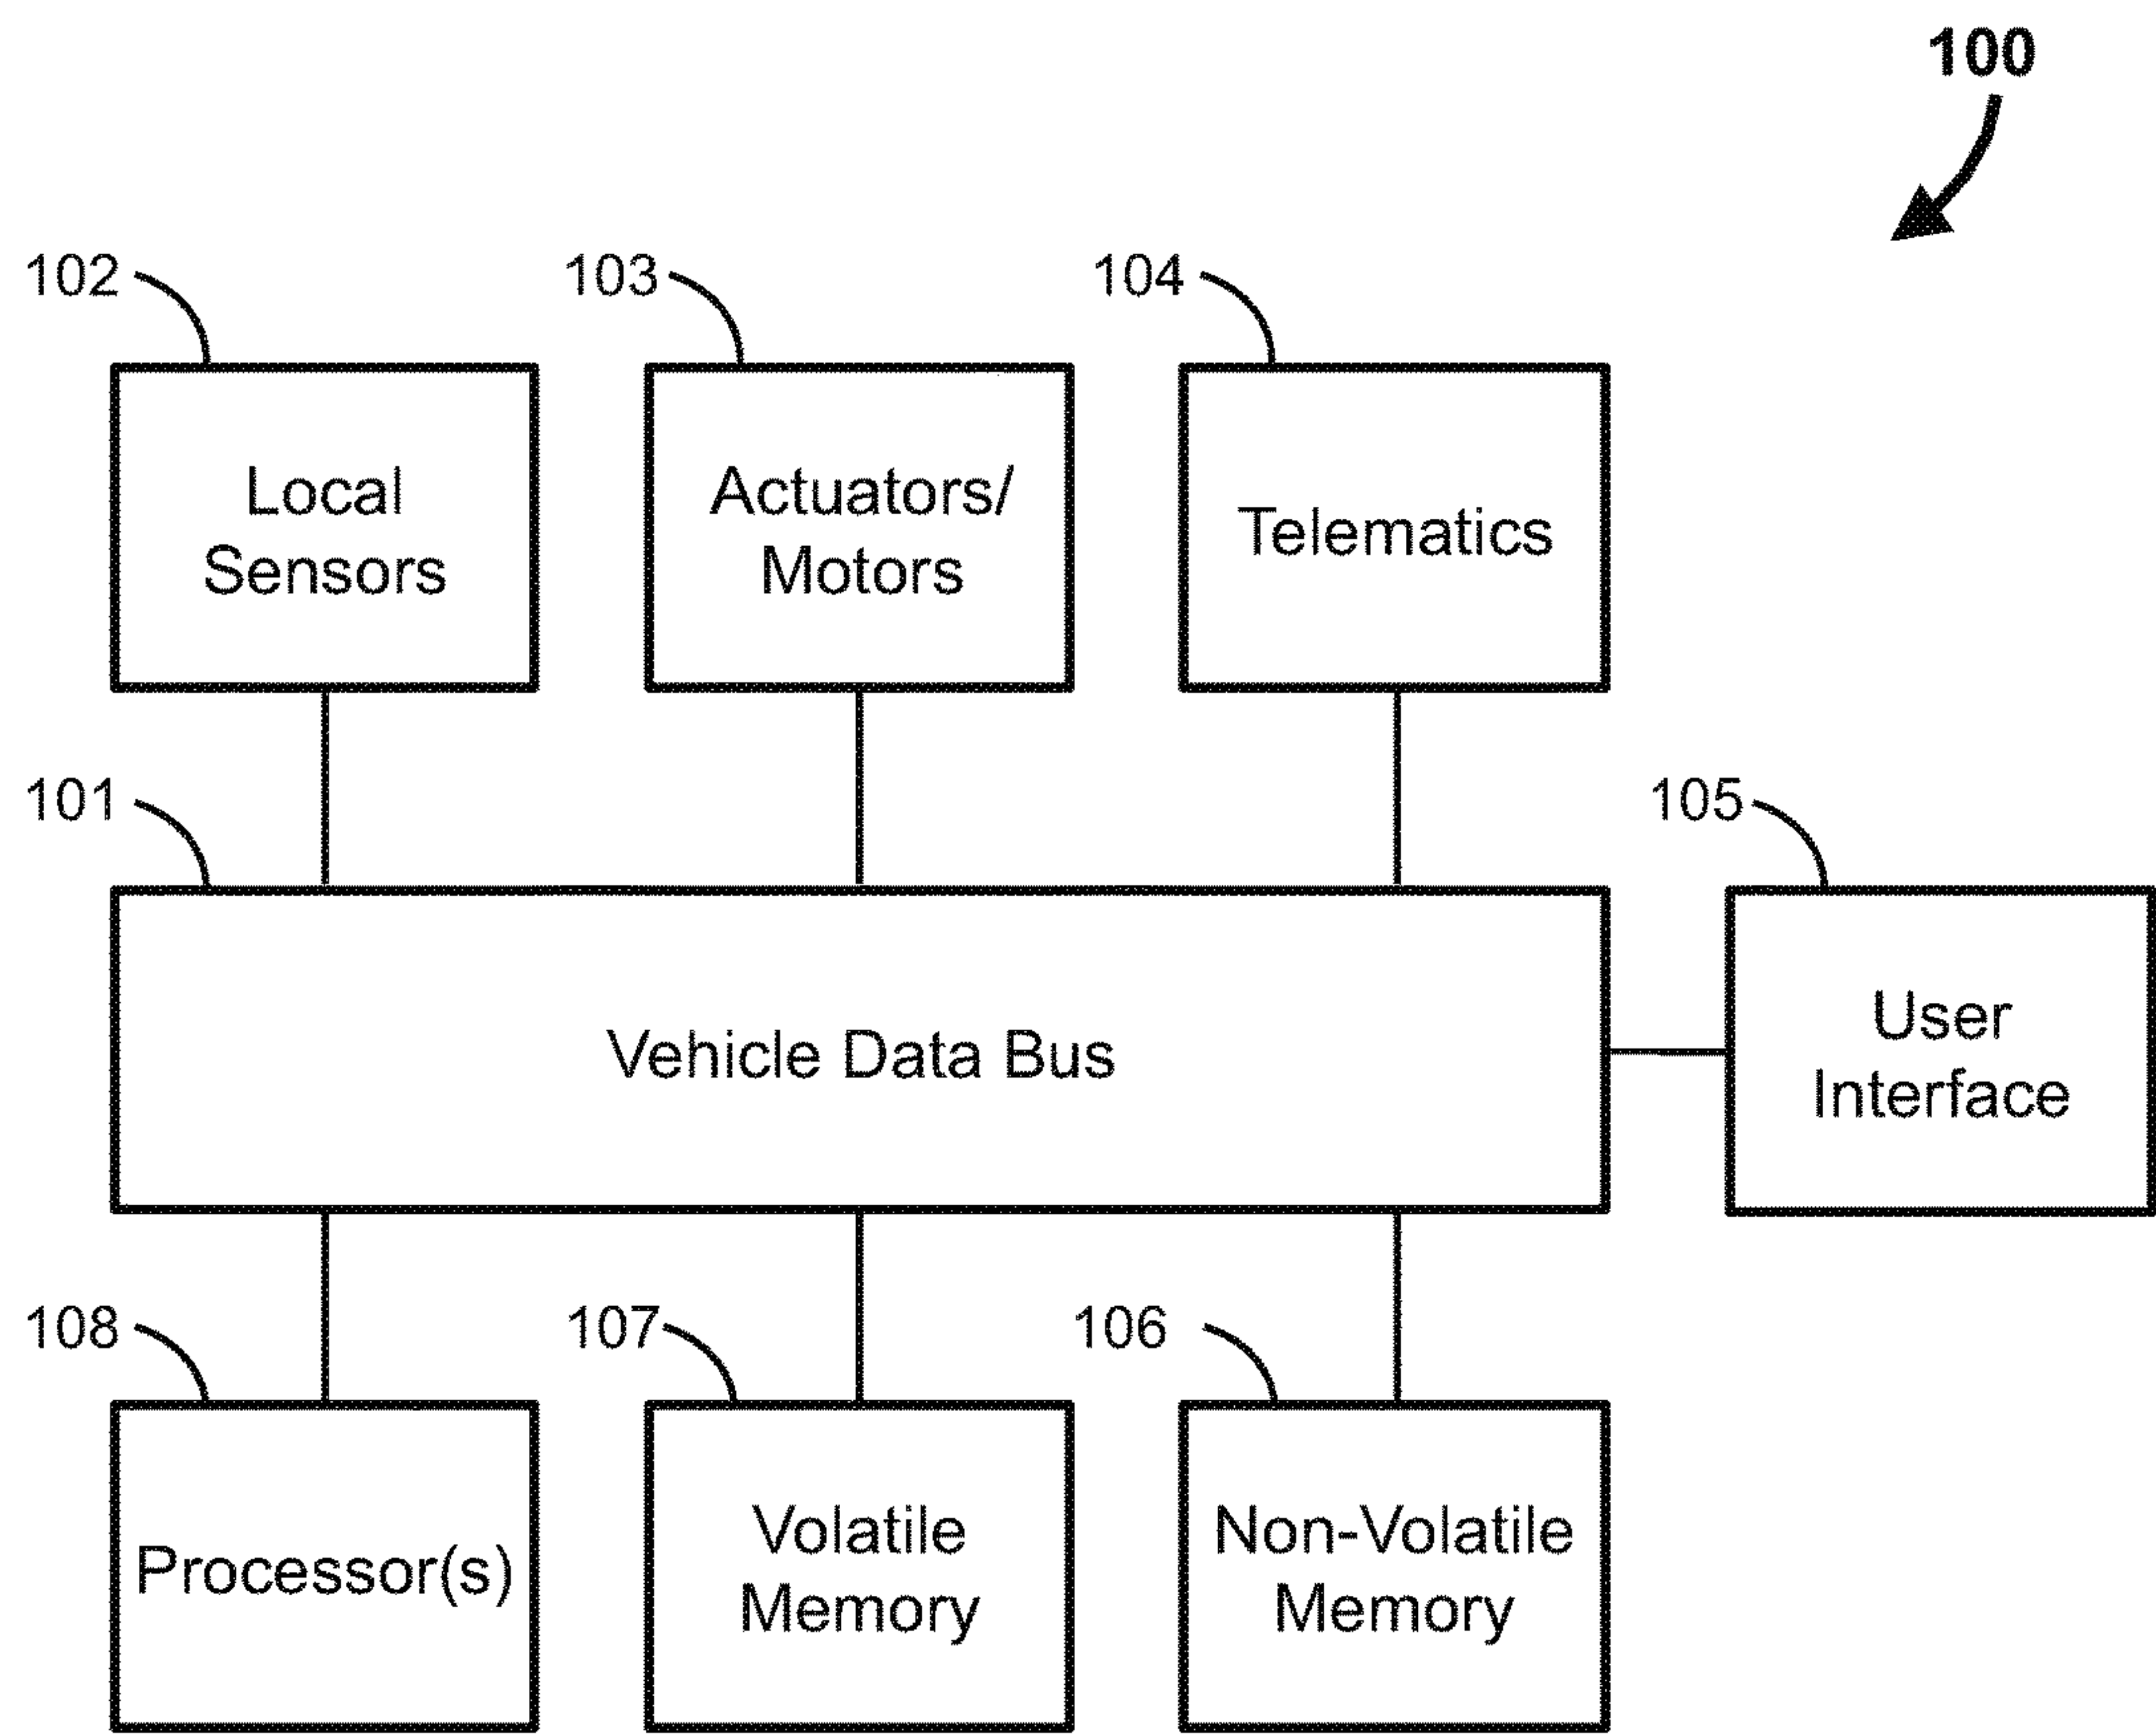 100
102
103
104
Local
Sensors
Actuators/
Motors
Telematics
101
105
Vehicle Data Bus
User
Interface
108
107
106
Processor(s)
Volatile
Memory
Non-Volatile
Memory